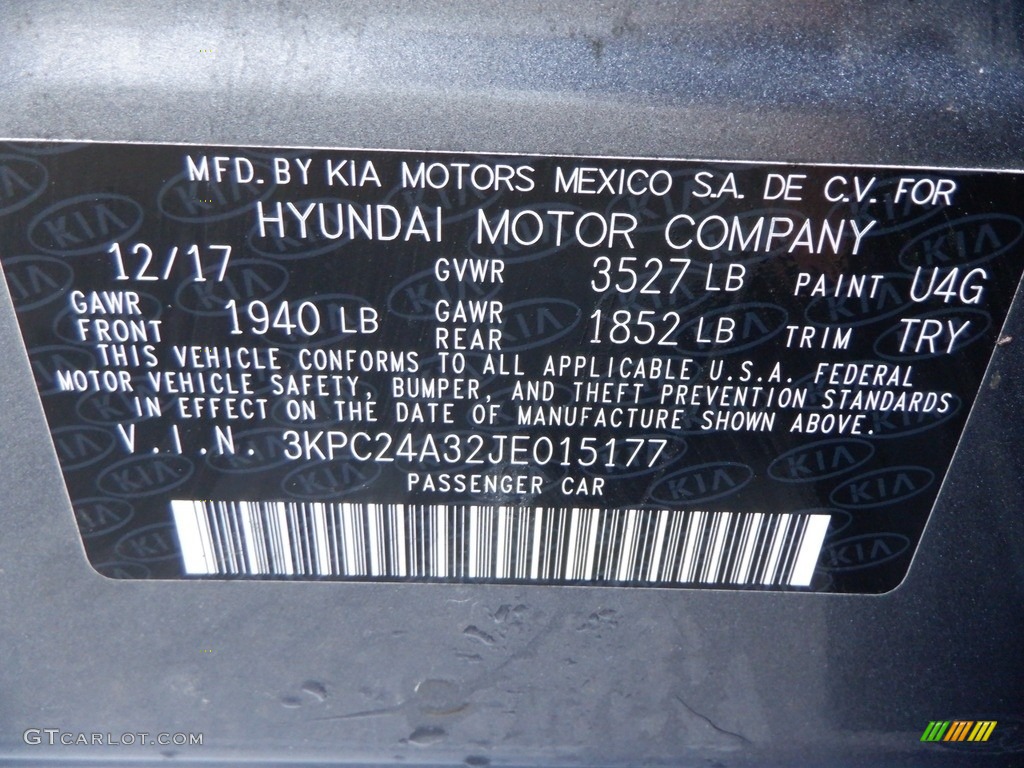 MFD. BY KIA MOTORS MEXICO S.A. DE C.V. FOR
HYUNDAI MOTOR COMPANY
12/17 GVWR 3527 LB PAINT U4G
GAWR FRONT 1940 LB GAWR REAR 1852 LB TRIM TRY
THIS VEHICLE CONFORMS TO ALL APPLICABLE U.S.A. FEDERAL
MOTOR VEHICLE SAFETY, BUMPER, AND THEFT PREVENTION STANDARDS
IN EFFECT ON THE DATE OF MANUFACTURE SHOWN ABOVE.
V.I.N. 3KPC24A32JE015177
PASSENGER CAR
GTCARLOT.COM